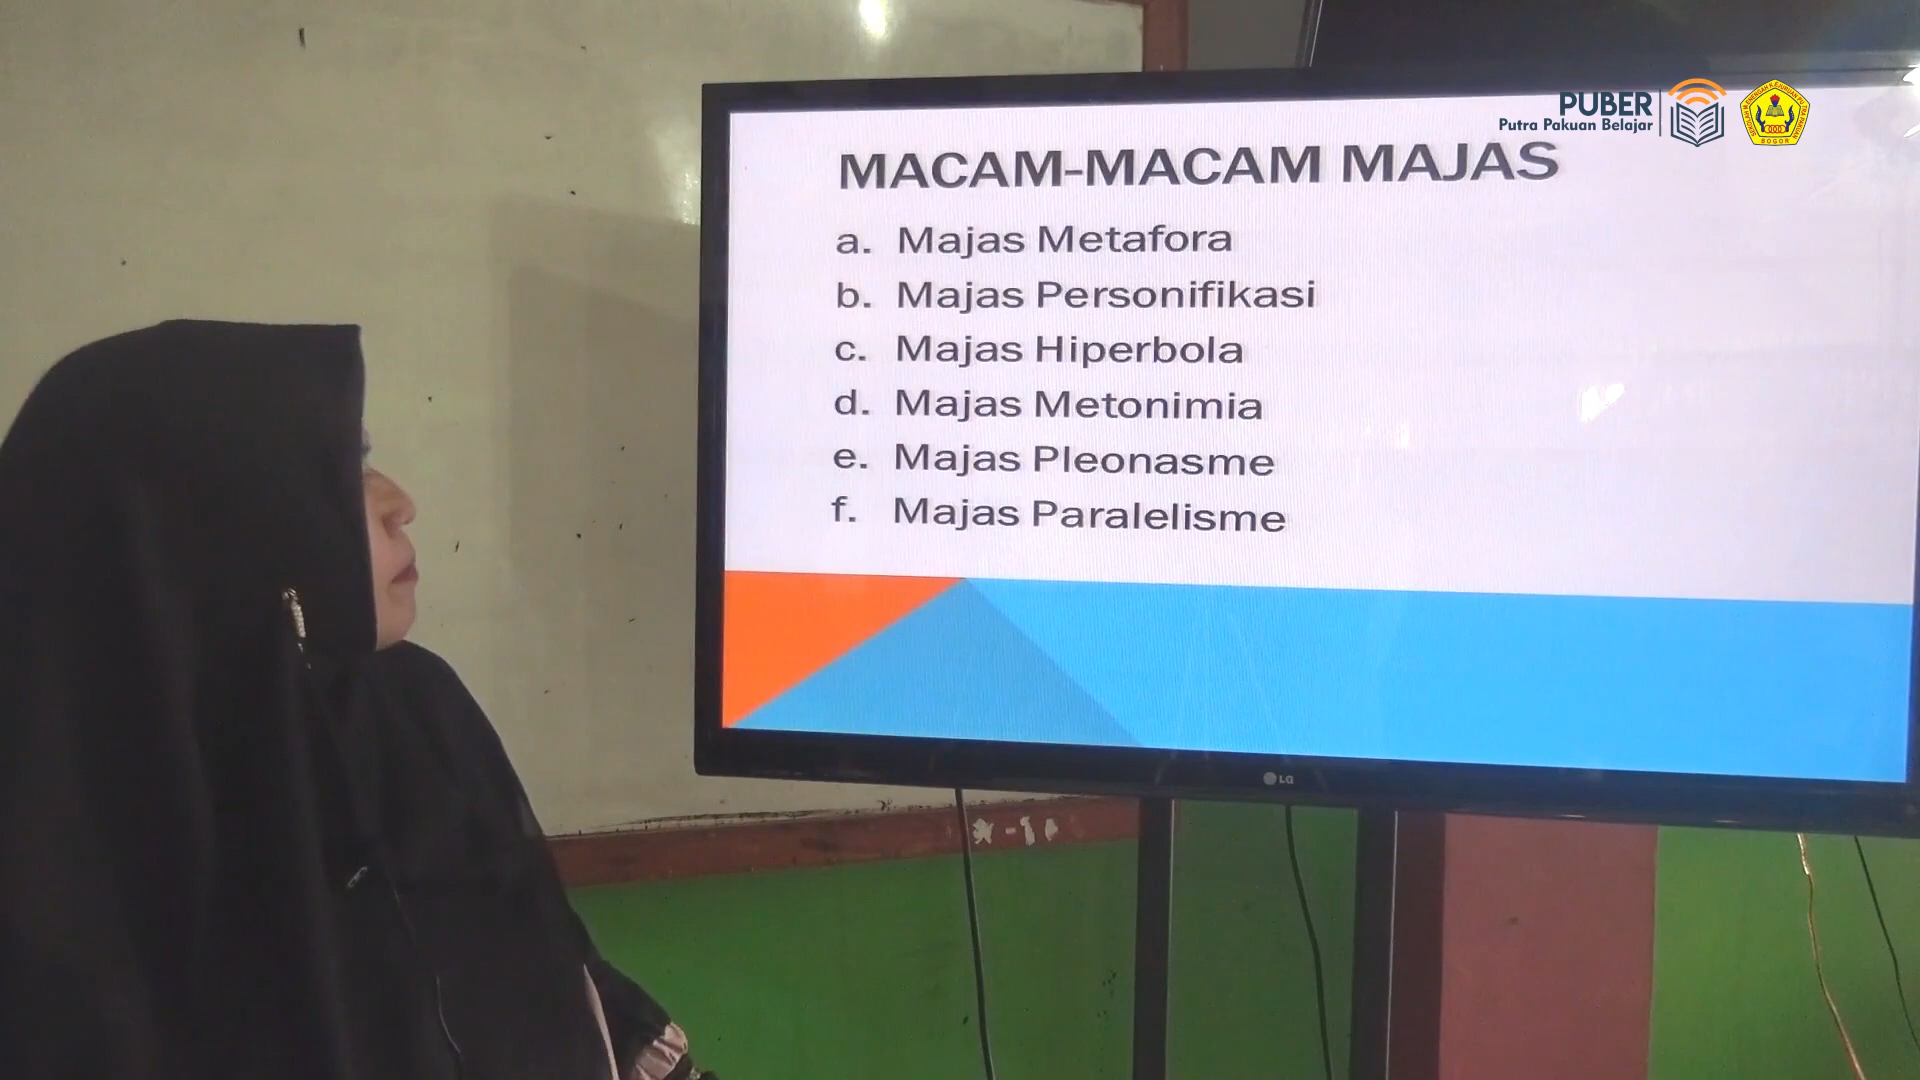 PUBER
Putra Pakuan Belajar
BOGOR
MACAM-MACAM MAJAS
a. Majas Metafora
b. Majas Personifikasi
c. Majas Hiperbola
d. Majas Metonimia
e. Majas Pleonasme
f. Majas Paralelisme
LG